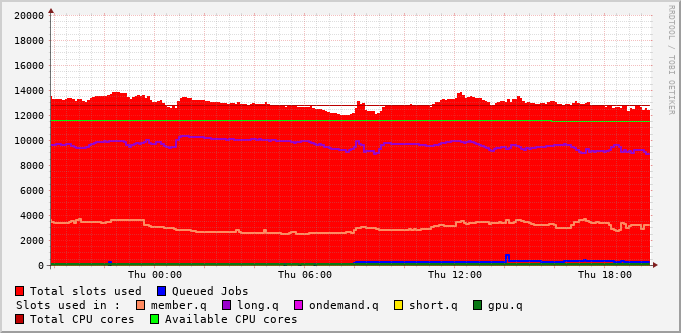 20000
18000
16000
14000
12000
10000
8000
6000
4000
2000
0
Thu 00:00 Thu 06:00 Thu 12:00 Thu 18:00
RRDTOOL / TOBI OETIKER
Total slots used Queued Jobs
Slots used in : member.q long.q ondemand.q short.q gpu.q
Total CPU cores Available CPU cores